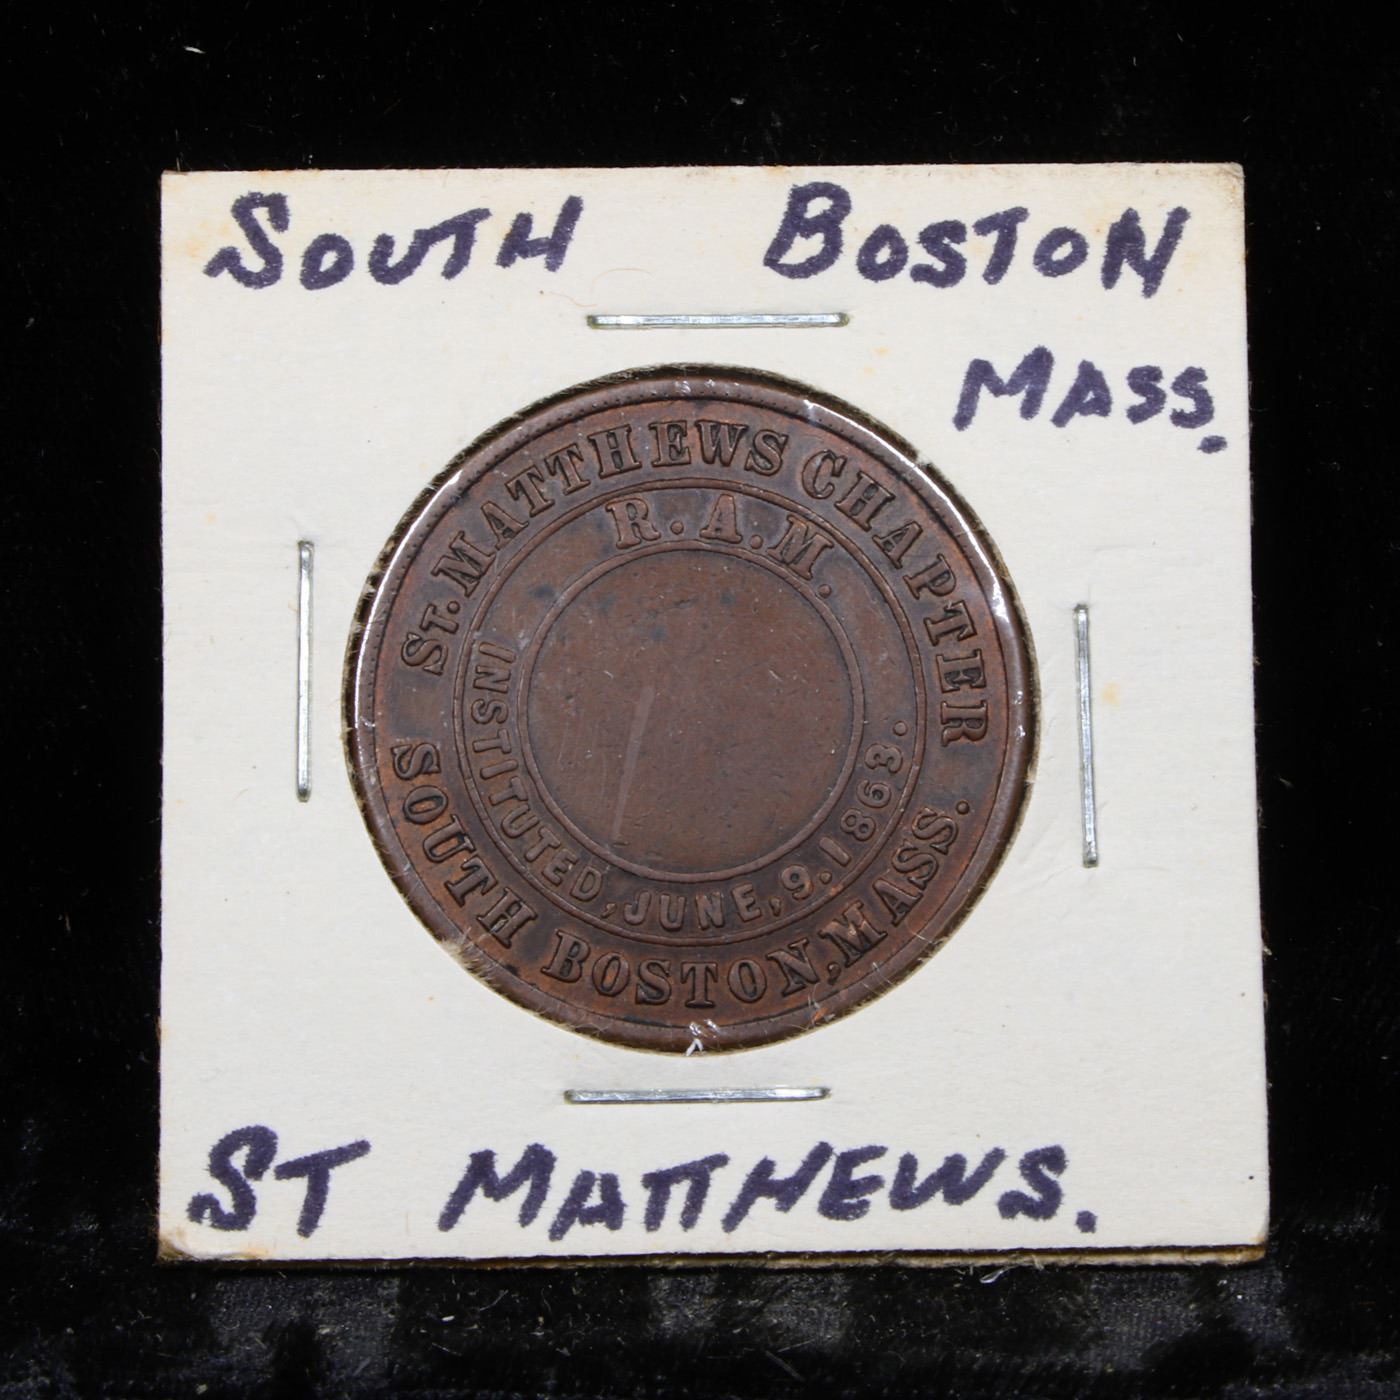 SOUTH BOSTON
MASS.
ST. MATTHEWS CHAPTER
R.A.M.
INSTITUTED, JUNE, 9. 1863.
SOUTH BOSTON, MASS.
ST MATTHEWS.